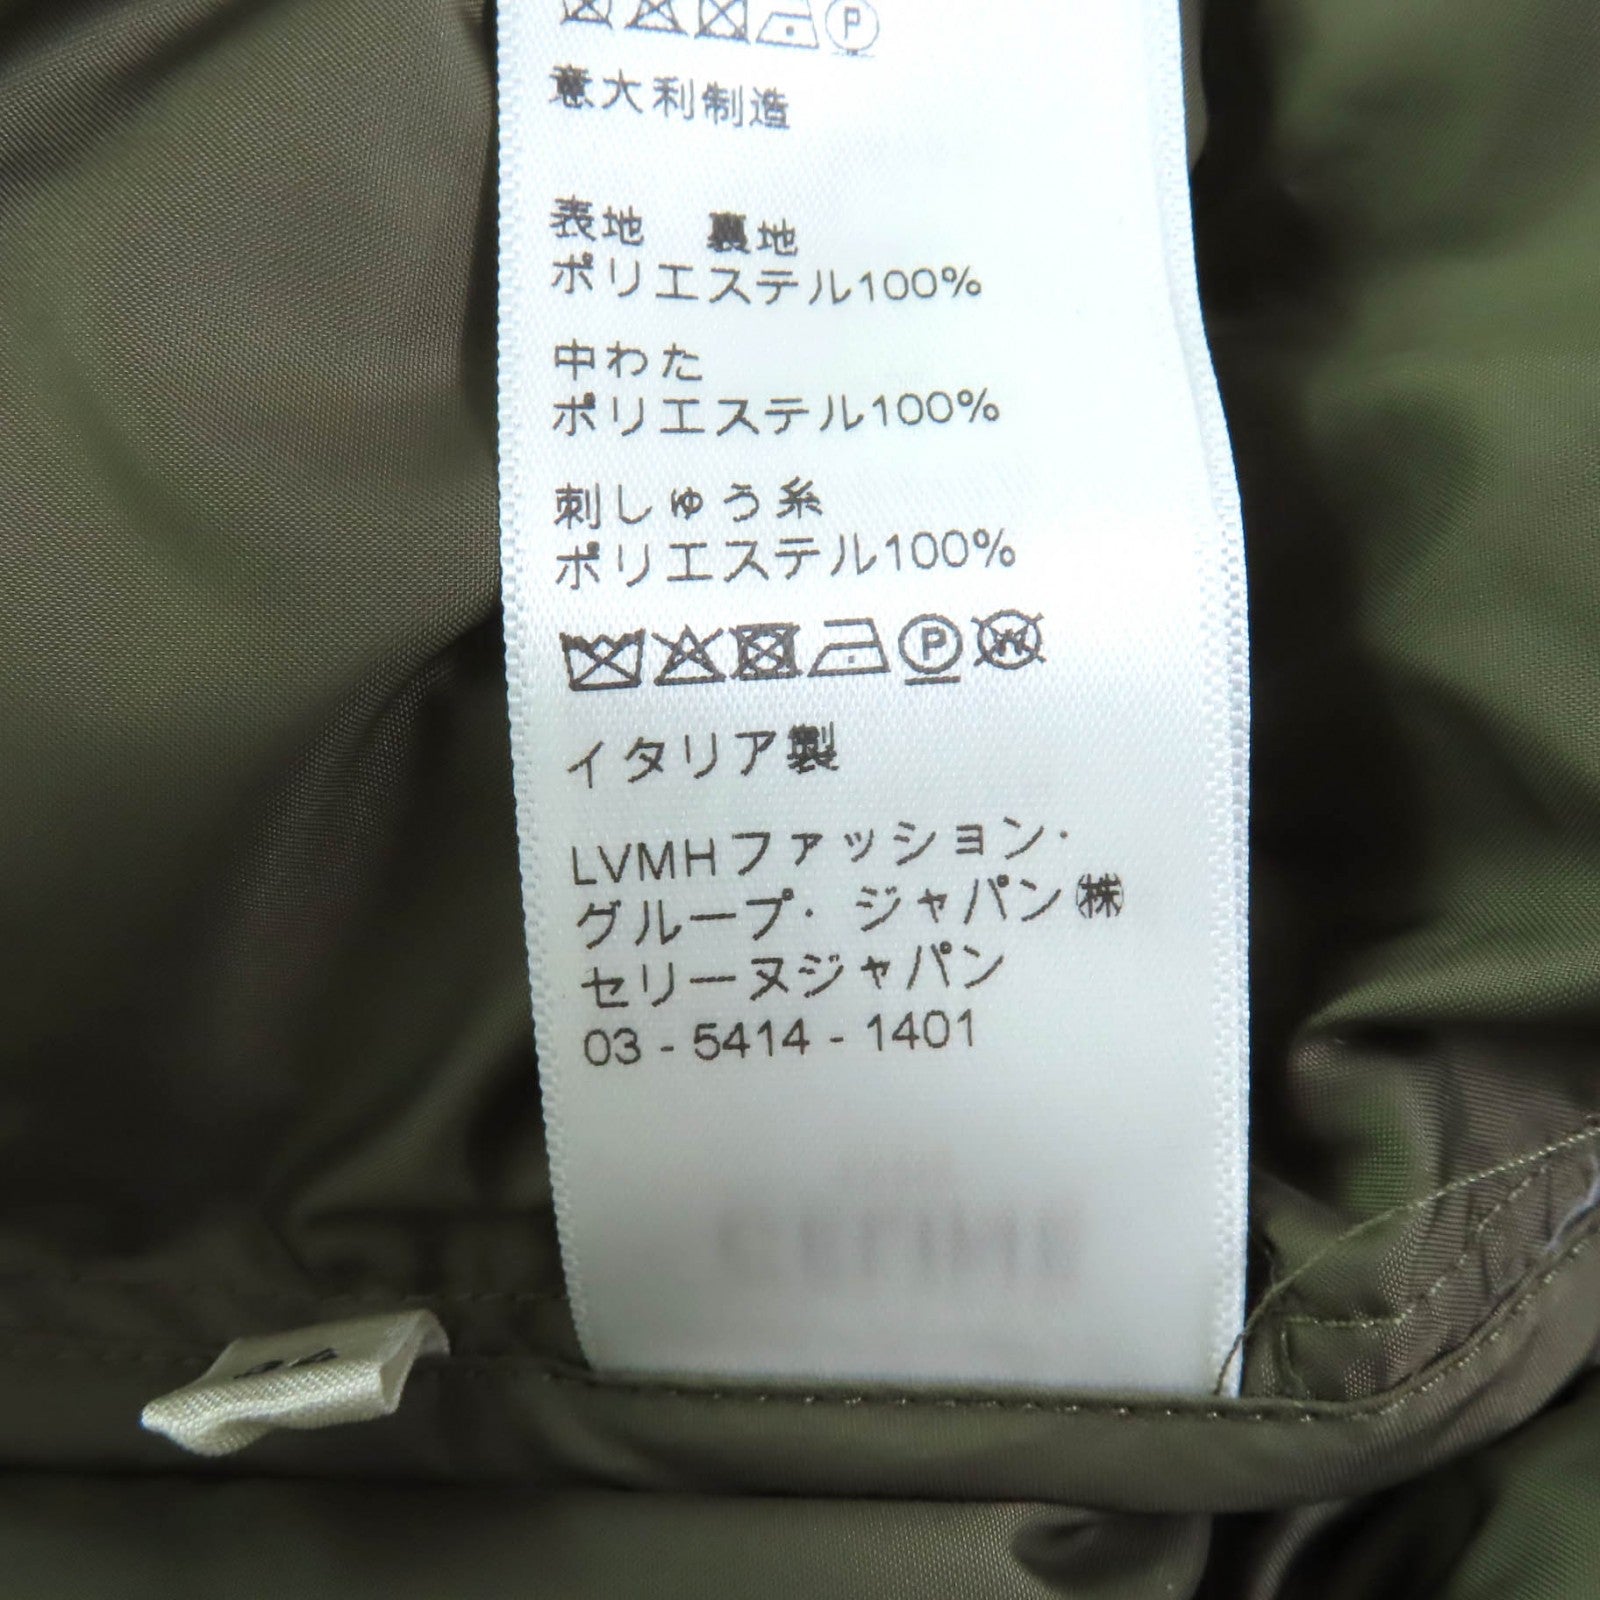 意大利制造
表地 裏地
ポリエステル100%
中わた
ポリエステル100%
刺しゅう糸
ポリエステル100%
イタリア製
LVMHファッション・
グループ・ジャパン㈱
セリーヌジャパン
03-5414-1401